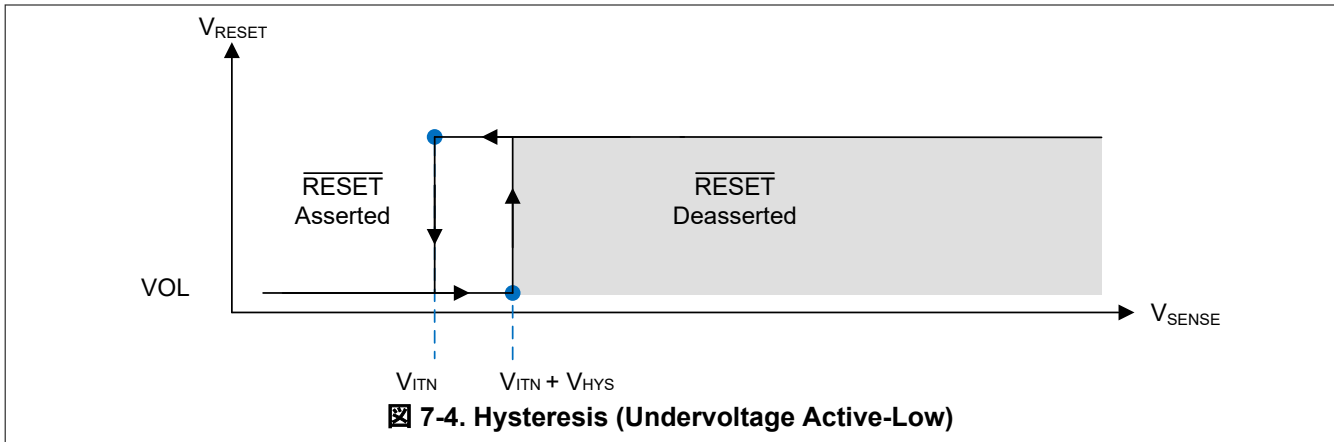 VRESET
RESET
Asserted
RESET
Deasserted
VOL
VSENSE
VITN
VITN + VHYS
図 7-4. Hysteresis (Undervoltage Active-Low)